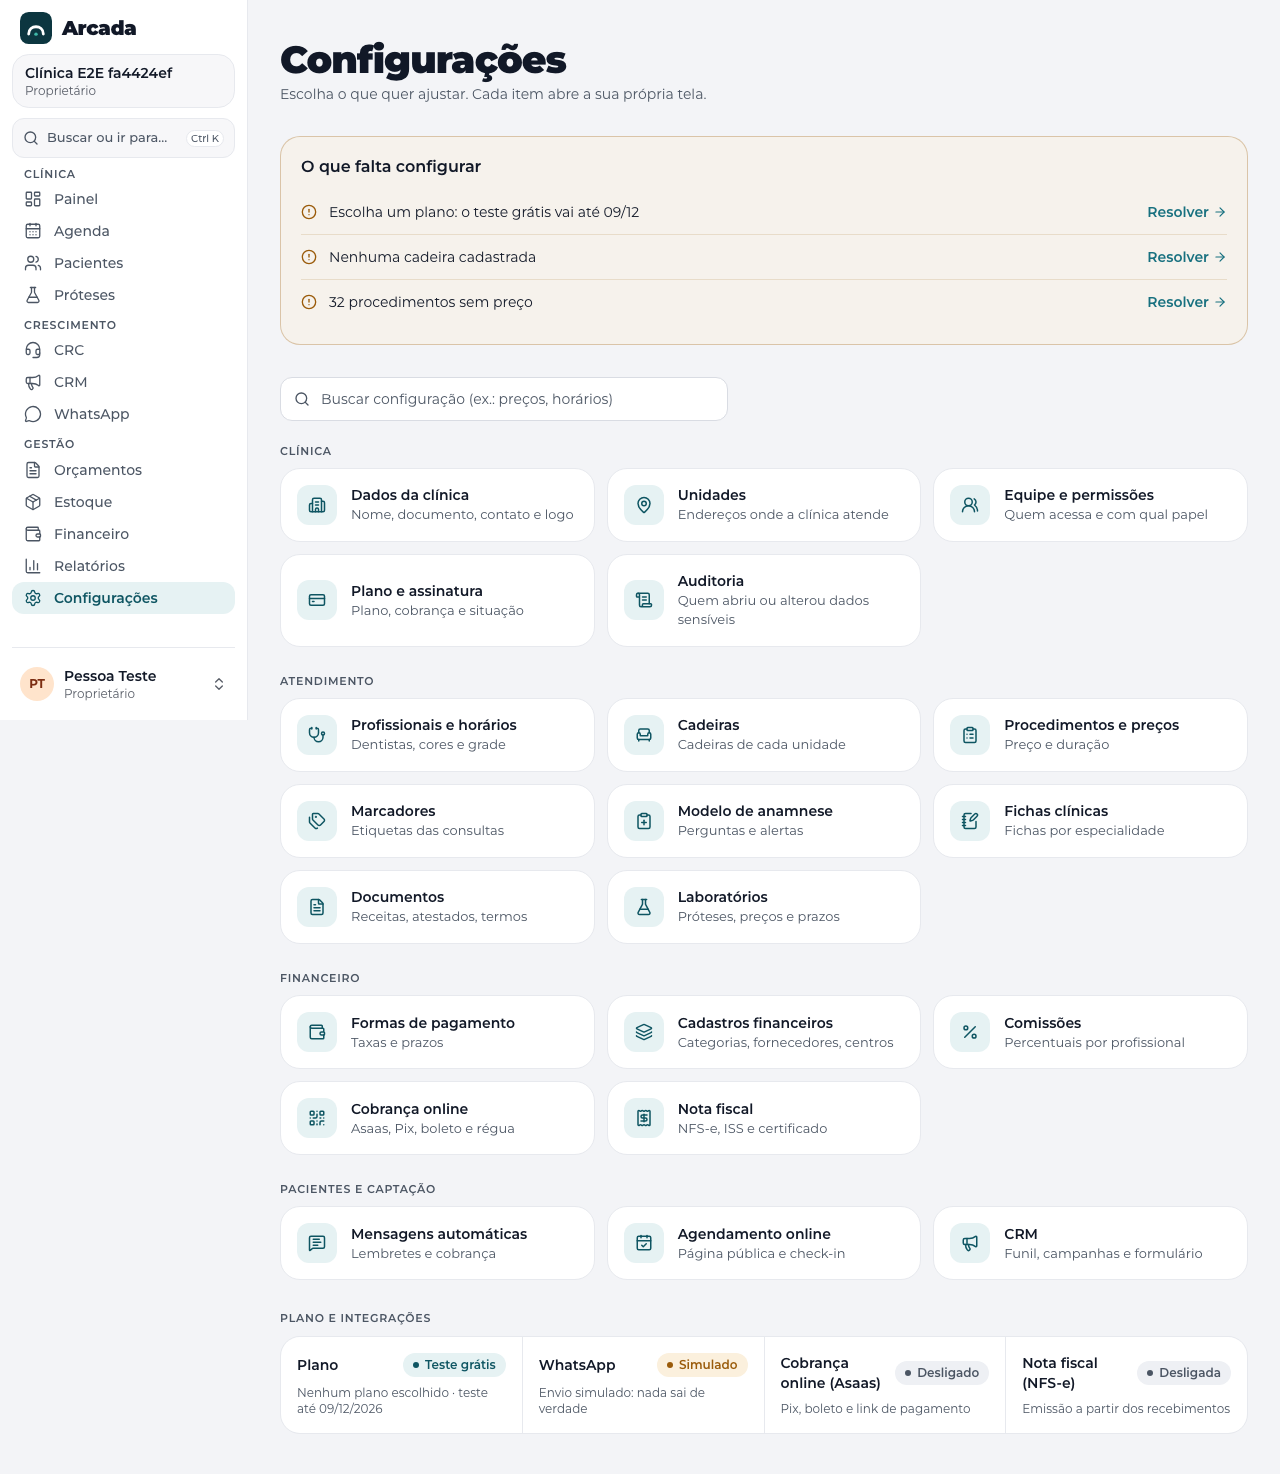 Arcada
Clínica E2E fa4424ef
Proprietário
Buscar ou ir para... Ctrl K
CLÍNICA
Painel
Agenda
Pacientes
Próteses
CRESCIMENTO
CRC
CRM
WhatsApp
GESTÃO
Orçamentos
Estoque
Financeiro
Relatórios
Configurações
PT
Pessoa Teste
Proprietário
Configurações
Escolha o que quer ajustar. Cada item abre a sua própria tela.
O que falta configurar
Escolha um plano: o teste grátis vai até 09/12 Resolver →
Nenhuma cadeira cadastrada Resolver →
32 procedimentos sem preço Resolver →
Buscar configuração (ex.: preços, horários)
CLÍNICA
Dados da clínica
Nome, documento, contato e logo
Unidades
Endereços onde a clínica atende
Equipe e permissões
Quem acessa e com qual papel
Plano e assinatura
Plano, cobrança e situação
Auditoria
Quem abriu ou alterou dados
sensíveis
ATENDIMENTO
Profissionais e horários
Dentistas, cores e grade
Cadeiras
Cadeiras de cada unidade
Procedimentos e preços
Preço e duração
Marcadores
Etiquetas das consultas
Modelo de anamnese
Perguntas e alertas
Fichas clínicas
Fichas por especialidade
Documentos
Receitas, atestados, termos
Laboratórios
Próteses, preços e prazos
FINANCEIRO
Formas de pagamento
Taxas e prazos
Cadastros financeiros
Categorias, fornecedores, centros
Comissões
Percentuais por profissional
Cobrança online
Asaas, Pix, boleto e régua
Nota fiscal
NFS-e, ISS e certificado
PACIENTES E CAPTAÇÃO
Mensagens automáticas
Lembretes e cobrança
Agendamento online
Página pública e check-in
CRM
Funil, campanhas e formulário
PLANO E INTEGRAÇÕES
Plano Teste grátis
Nenhum plano escolhido · teste
até 09/12/2026
WhatsApp Simulado
Envio simulado: nada sai de
verdade
Cobrança
online (Asaas) Desligado
Pix, boleto e link de pagamento
Nota fiscal
(NFS-e) Desligada
Emissão a partir dos recebimentos